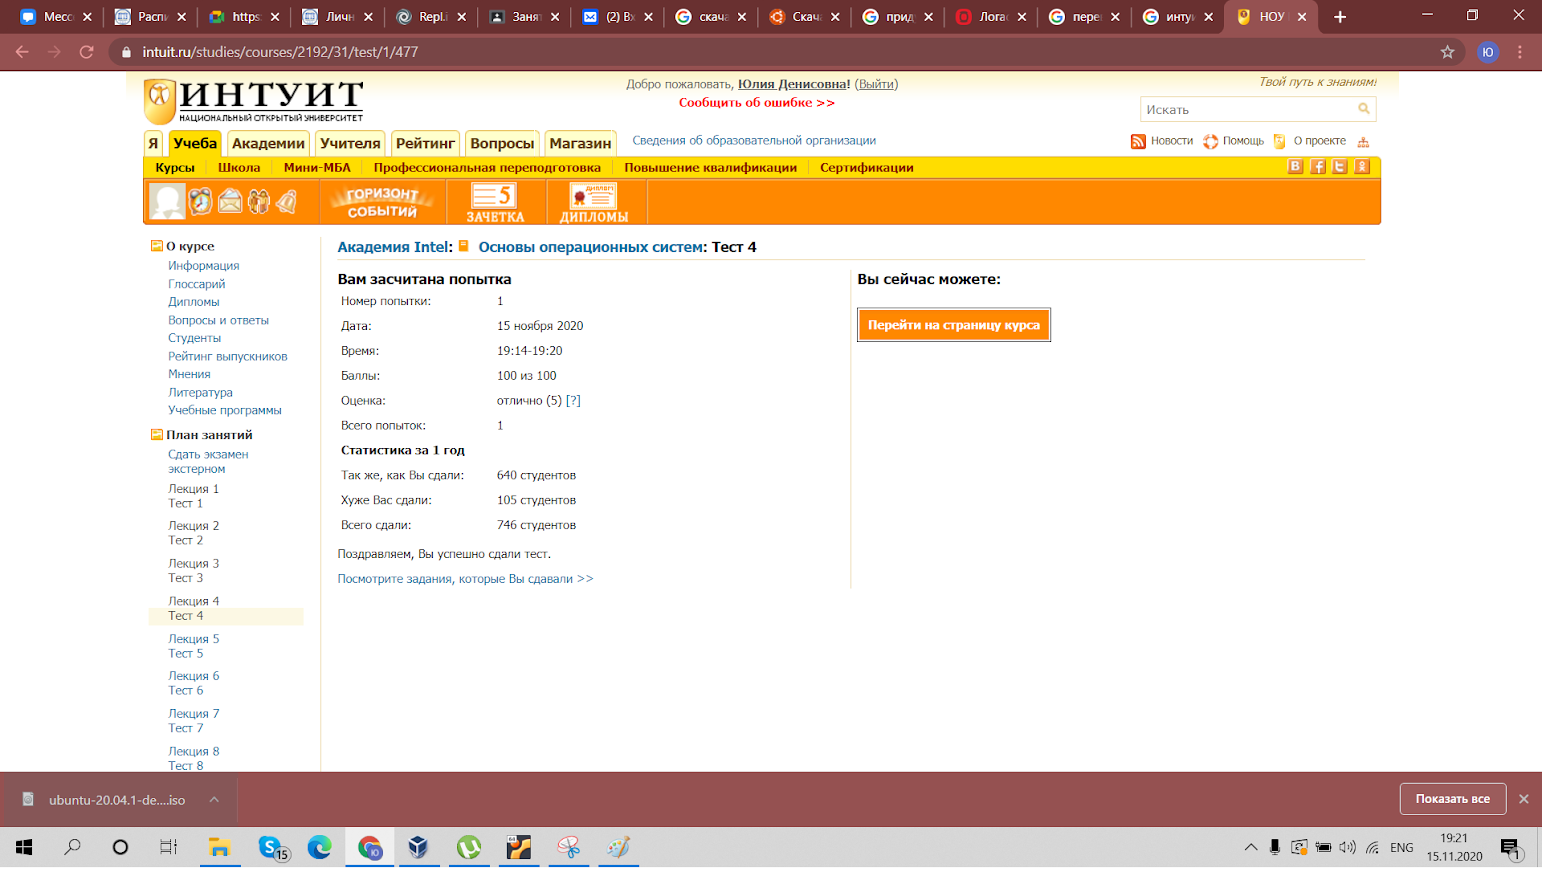 Мессе
Распи
https:
Личн
Repl.i
Занят
(2) Вх
скача
Скача
прид
Логас
перев
интуи
НОУ
intuit.ru/studies/courses/2192/31/test/1/477
Ю
ИНТУИТ
НАЦИОНАЛЬНЫЙ ОТКРЫТЫЙ УНИВЕРСИТЕТ
Добро пожаловать, Юлия Денисовна! (Выйти)
Сообщить об ошибке >>
Твой путь к знаниям!
Искать
Я Учеба Академии Учителя Рейтинг Вопросы Магазин Сведения об образовательной организации
Новости Помощь О проекте
Курсы Школа Мини-МБА Профессиональная переподготовка Повышение квалификации Сертификации
ГОРИЗОНТ СОБЫТИЙ
5 ЗАЧЕТКА
ДИПЛОМЫ
О курсе
Информация
Глоссарий
Дипломы
Вопросы и ответы
Студенты
Рейтинг выпускников
Мнения
Литература
Учебные программы
План занятий
Сдать экзамен
экстерном
Лекция 1
Тест 1
Лекция 2
Тест 2
Лекция 3
Тест 3
Лекция 4
Тест 4
Лекция 5
Тест 5
Лекция 6
Тест 6
Лекция 7
Тест 7
Лекция 8
Тест 8
Академия Intel: Основы операционных систем: Тест 4
Вам засчитана попытка
Номер попытки: 1
Дата: 15 ноября 2020
Время: 19:14-19:20
Баллы: 100 из 100
Оценка: отлично (5) [?]
Всего попыток: 1
Статистика за 1 год
Так же, как Вы сдали: 640 студентов
Хуже Вас сдали: 105 студентов
Всего сдали: 746 студентов
Поздравляем, Вы успешно сдали тест.
Посмотрите задания, которые Вы сдавали >>
Вы сейчас можете:
Перейти на страницу курса
ubuntu-20.04.1-de....iso
Показать все
15
64
ENG
19:21
15.11.2020
1